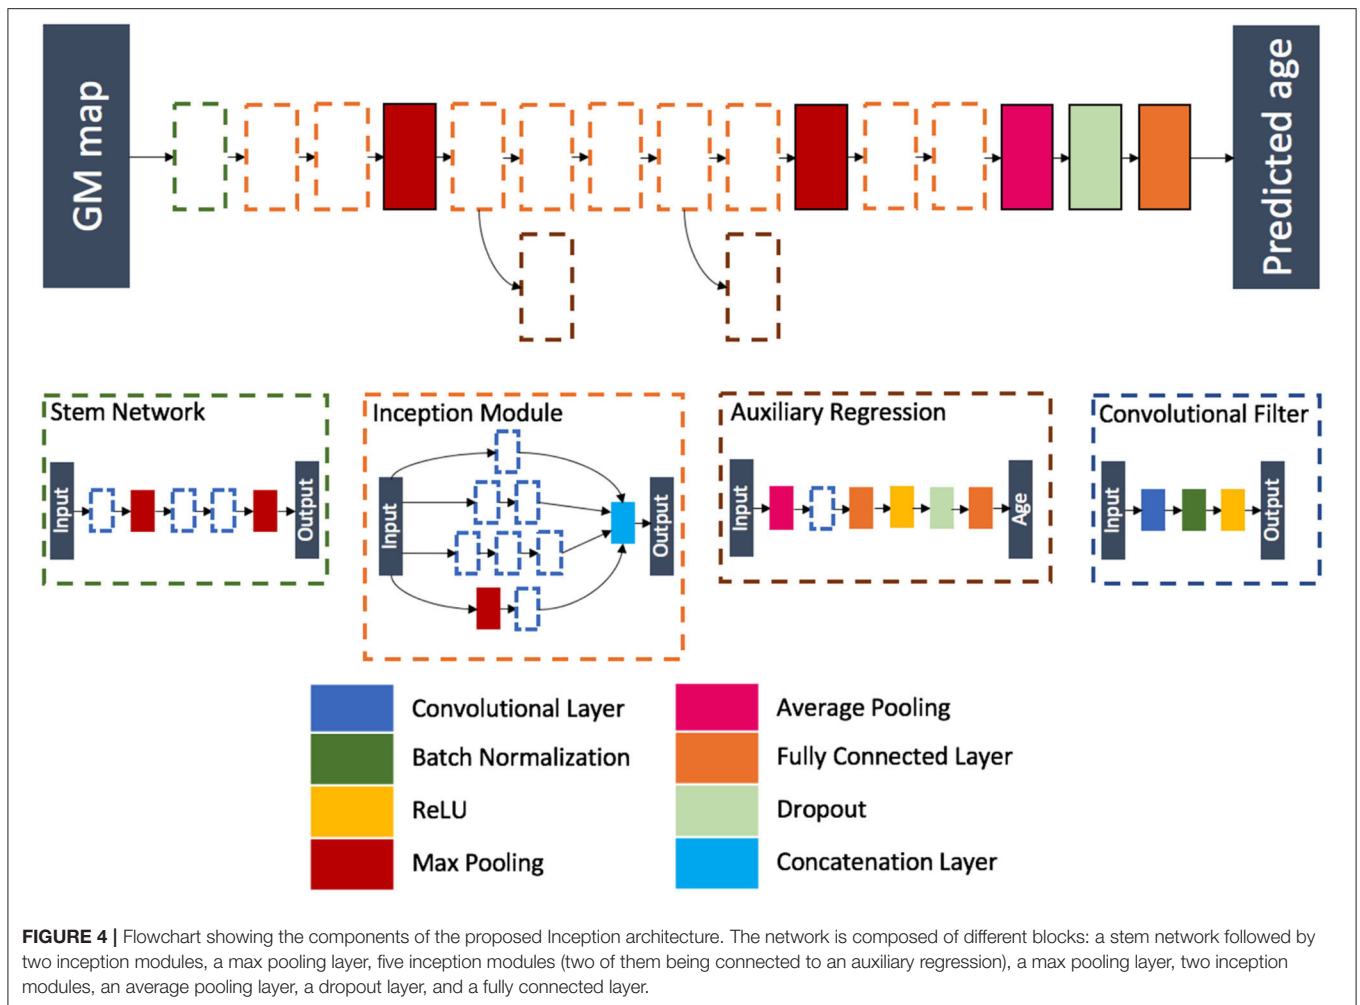 GM map
Predicted age
Stem Network
Input
Output
Inception Module
Input
Output
Auxiliary Regression
Input
Age
Convolutional Filter
Input
Output
Convolutional Layer
Batch Normalization
ReLU
Max Pooling
Average Pooling
Fully Connected Layer
Dropout
Concatenation Layer
FIGURE 4 | Flowchart showing the components of the proposed Inception architecture. The network is composed of different blocks: a stem network followed by
two inception modules, a max pooling layer, five inception modules (two of them being connected to an auxiliary regression), a max pooling layer, two inception
modules, an average pooling layer, a dropout layer, and a fully connected layer.